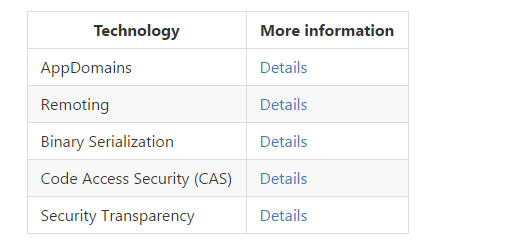 Technology More information
AppDomains Details
Remoting Details
Binary Serialization Details
Code Access Security (CAS) Details
Security Transparency Details